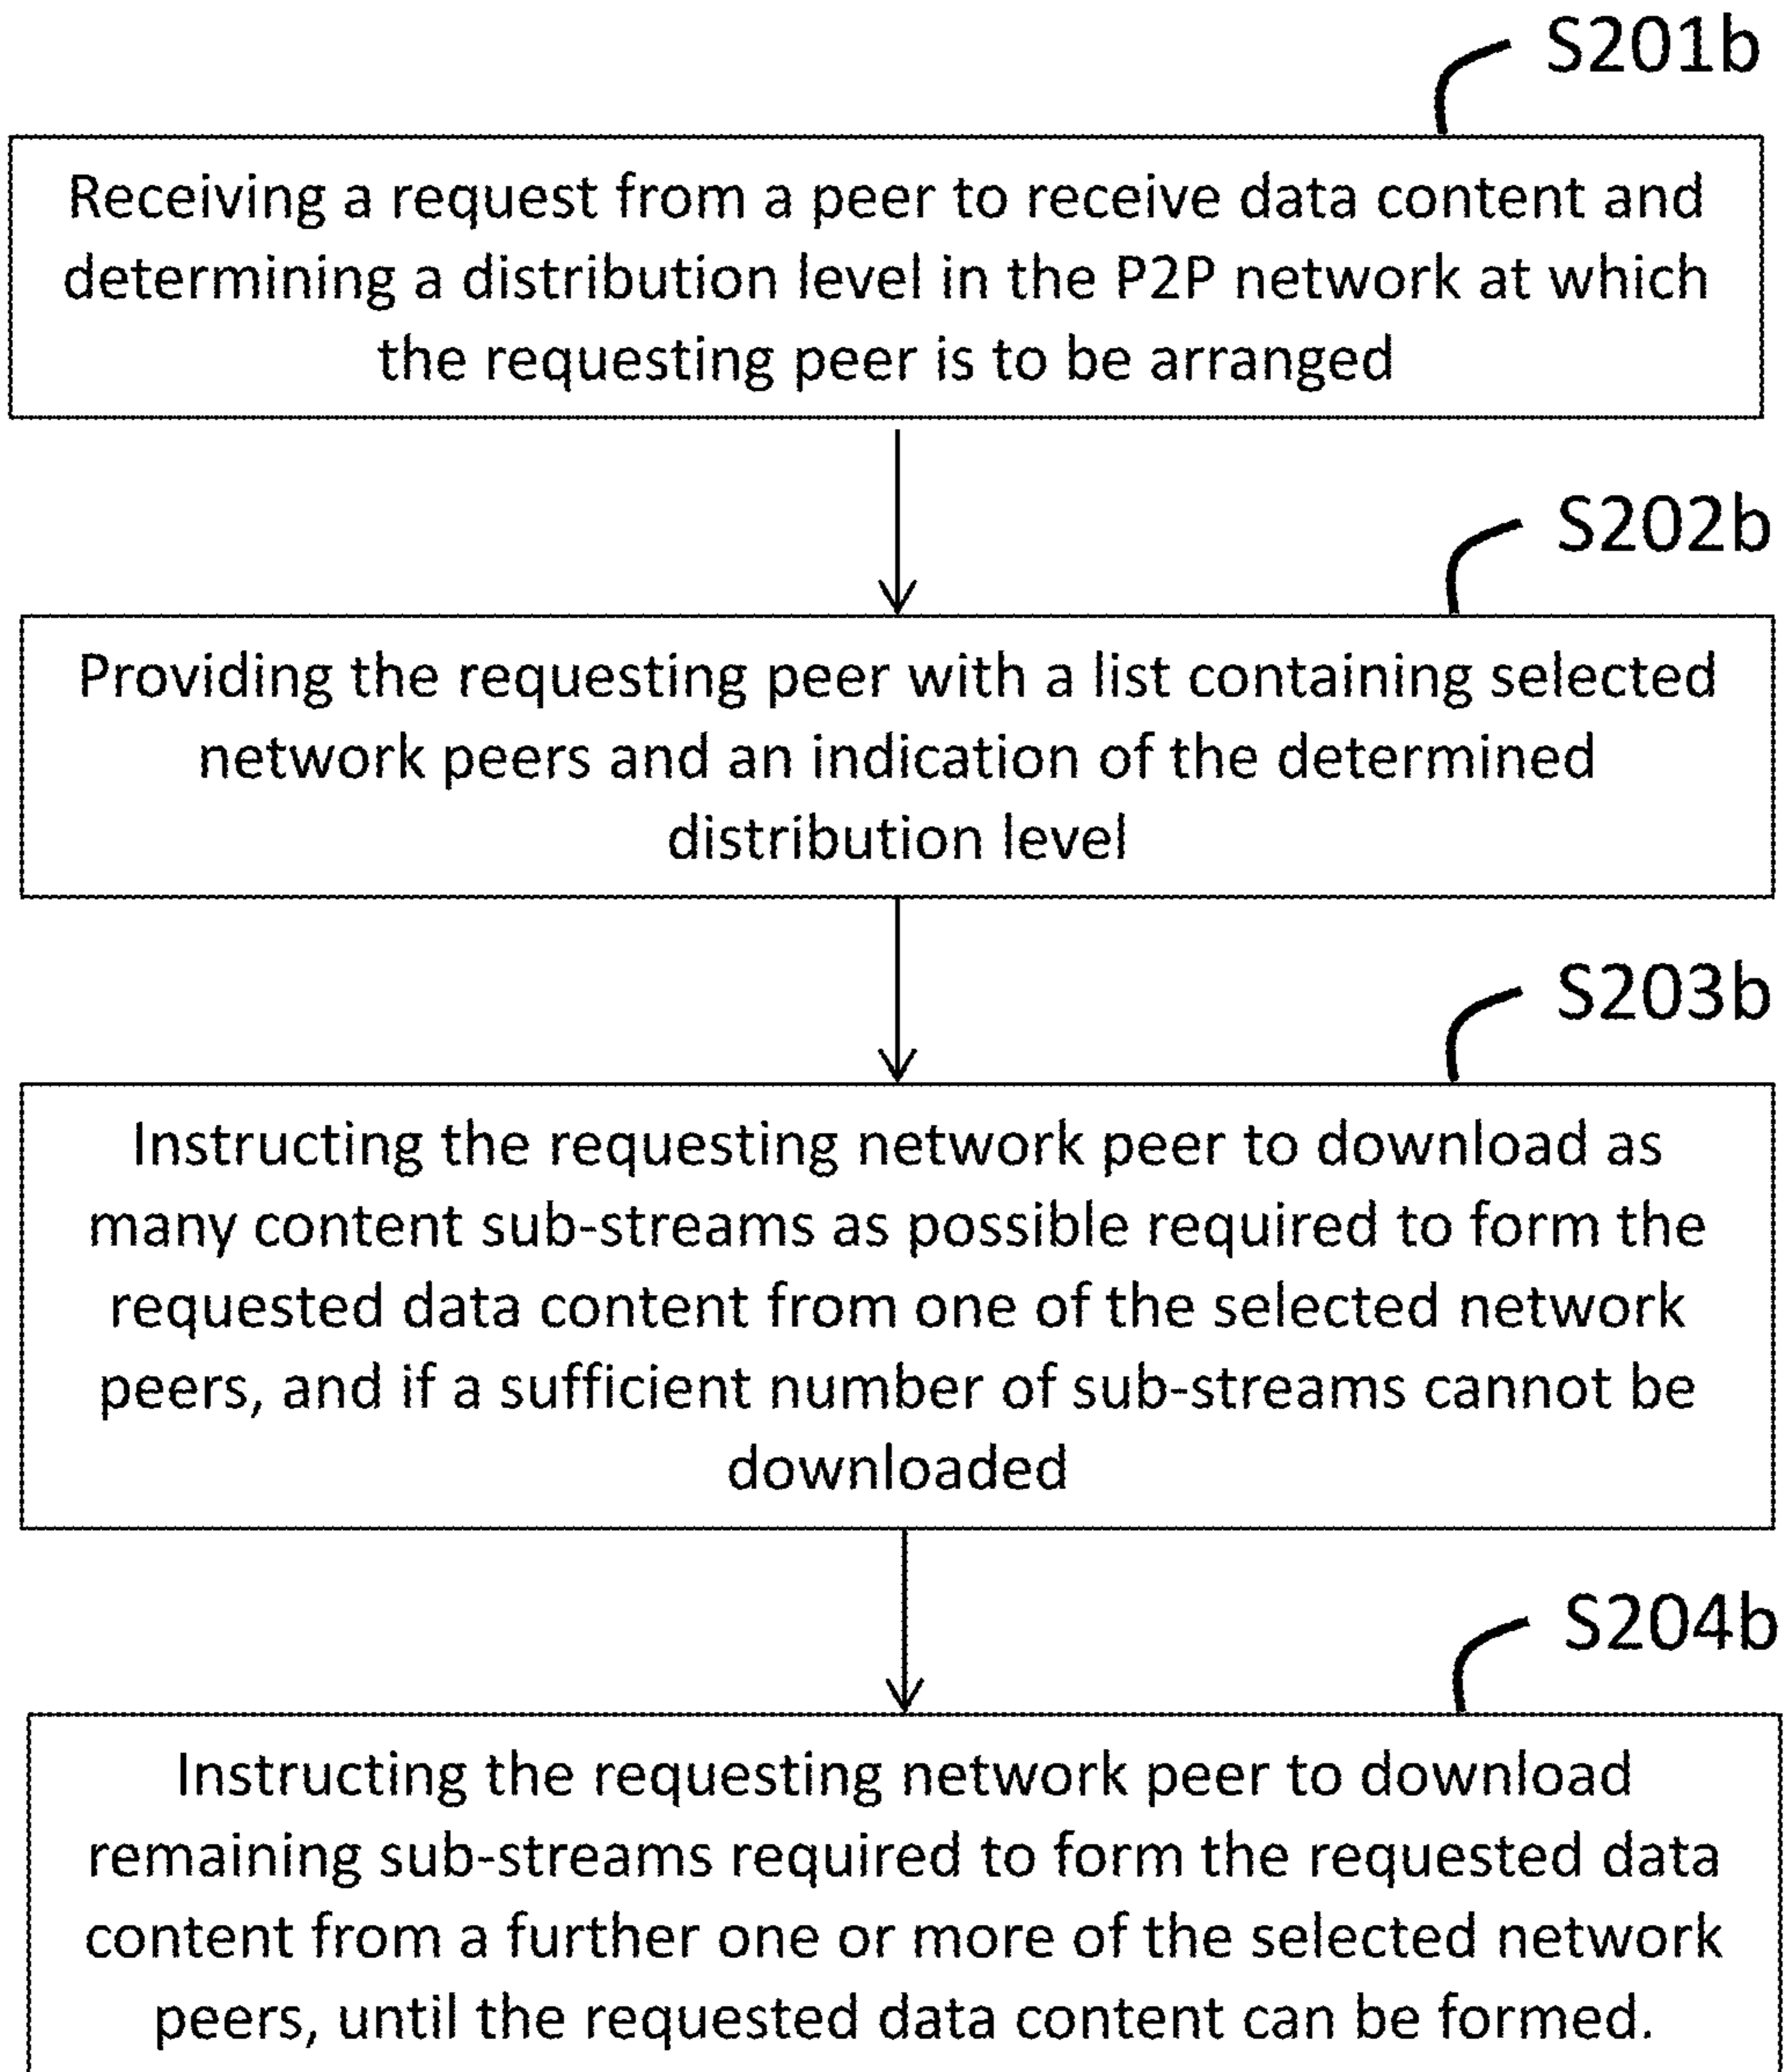 S201b
Receiving a request from a peer to receive data content and
determining a distribution level in the P2P network at which
the requesting peer is to be arranged
S202b
Providing the requesting peer with a list containing selected
network peers and an indication of the determined
distribution level
S203b
Instructing the requesting network peer to download as
many content sub-streams as possible required to form the
requested data content from one of the selected network
peers, and if a sufficient number of sub-streams cannot be
downloaded
S204b
Instructing the requesting network peer to download
remaining sub-streams required to form the requested data
content from a further one or more of the selected network
peers, until the requested data content can be formed.